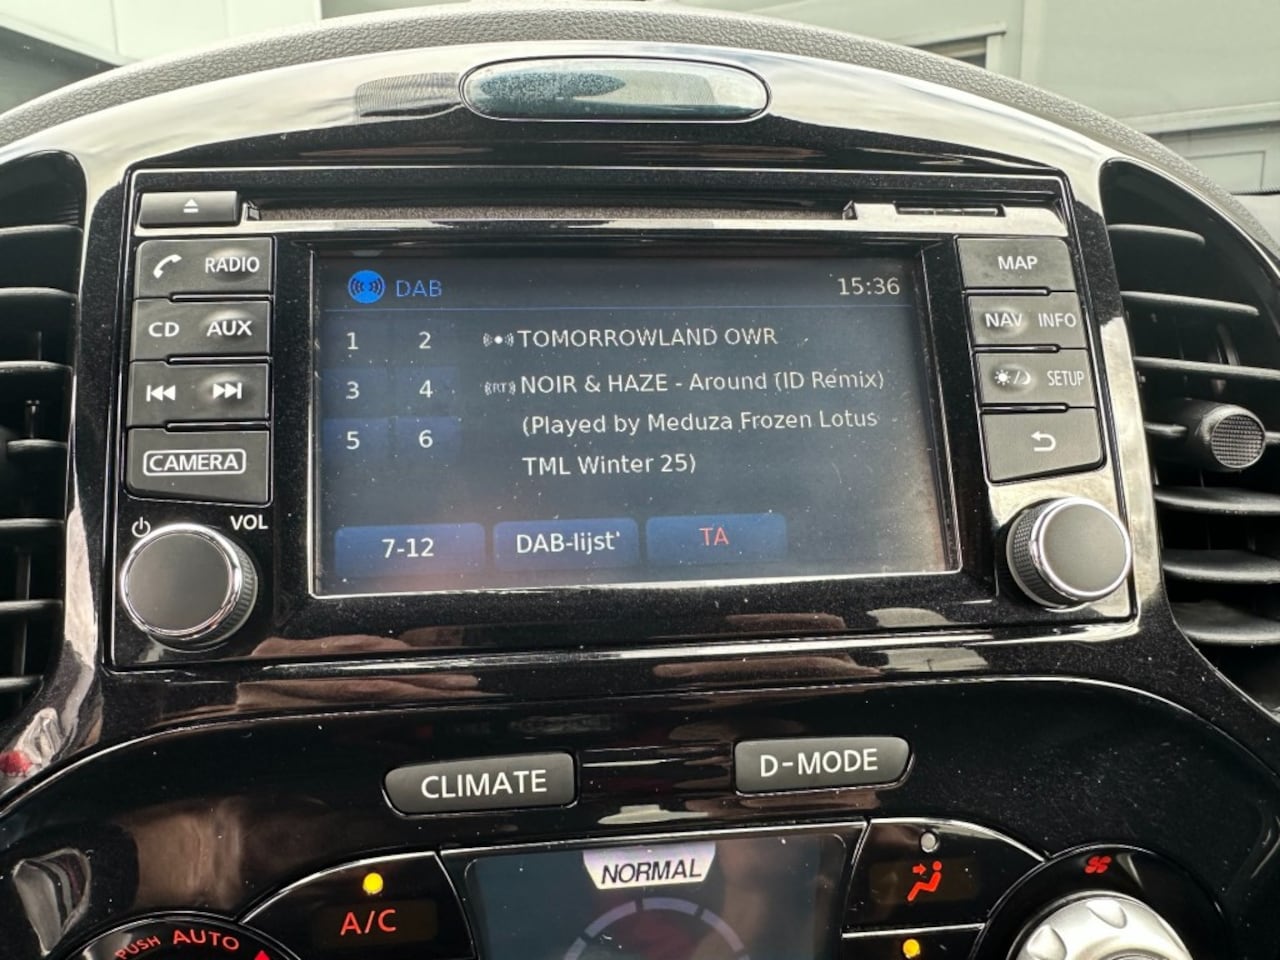 RADIO
CD AUX
CAMERA
VOL
DAB 15:36
1 2
3 4
5 6
TOMORROWLAND OWR
(RT) NOIR & HAZE - Around (ID Remix)
(Played by Meduza Frozen Lotus
TML Winter 25)
7-12 DAB-lijst TA
MAP
NAV INFO
SETUP
CLIMATE D-MODE
NORMAL
A/C
PUSH AUTO